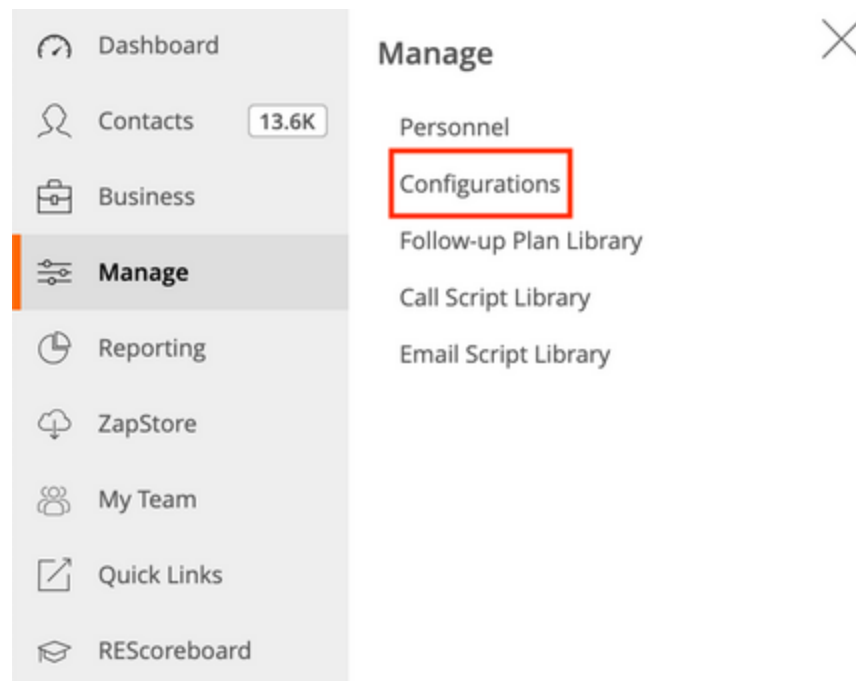 Dashboard
Contacts 13.6K
Business
Manage
Reporting
ZapStore
My Team
Quick Links
REScoreboard
Manage
Personnel
Configurations
Follow-up Plan Library
Call Script Library
Email Script Library